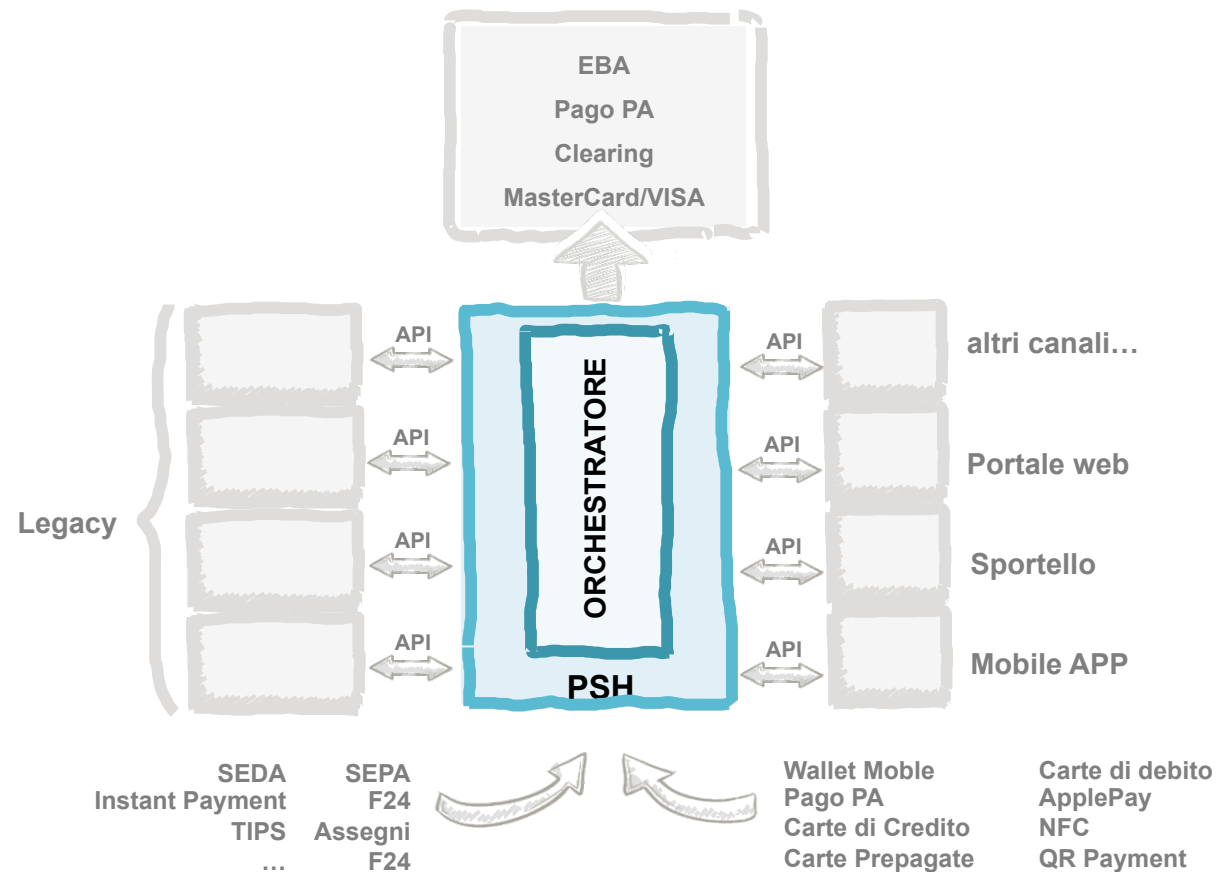 EBA
Pago PA
Clearing
MasterCard/VISA
API
API
altri canali…
ORCHESTRATORE
API
API
Portale web
Legacy
API
API
Sportello
API
API
Mobile APP
PSH
SEDA SEPA
Instant Payment F24
TIPS Assegni
… F24
Wallet Moble Carte di debito
Pago PA ApplePay
Carte di Credito NFC
Carte Prepagate QR Payment